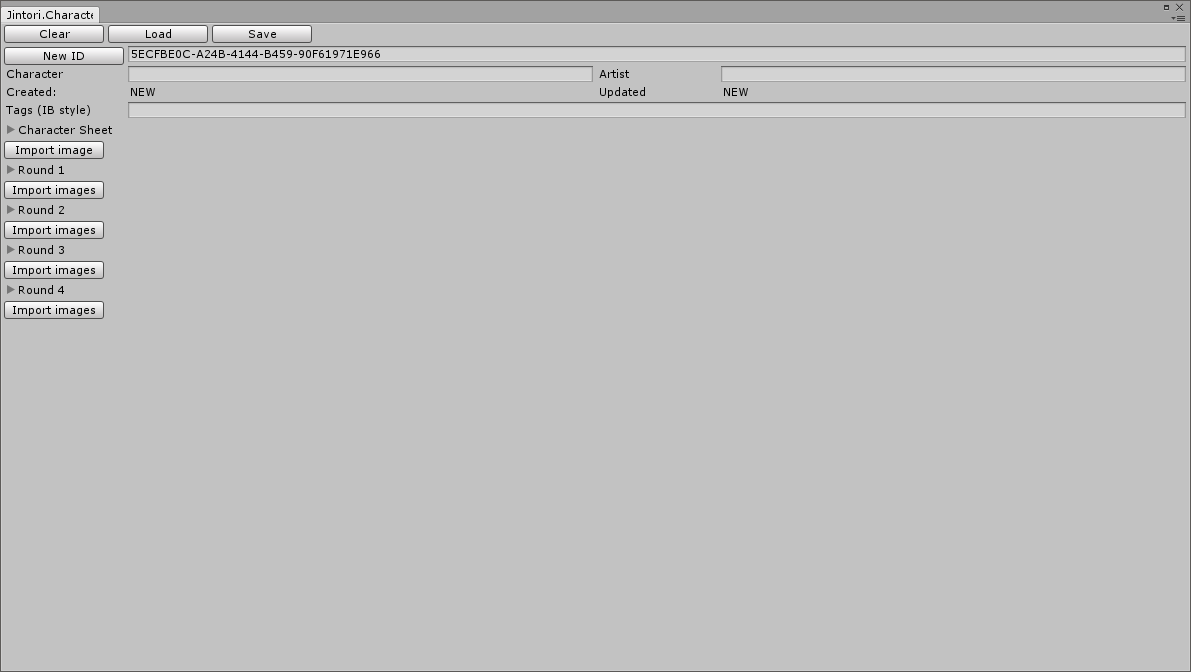 Jintori.Characte
Clear Load Save
New ID 5ECFBE0C-A24B-4144-B459-90F61971E966
Character Artist
Created: NEW Updated NEW
Tags (IB style)
Character Sheet
Import image
Round 1
Import images
Round 2
Import images
Round 3
Import images
Round 4
Import images